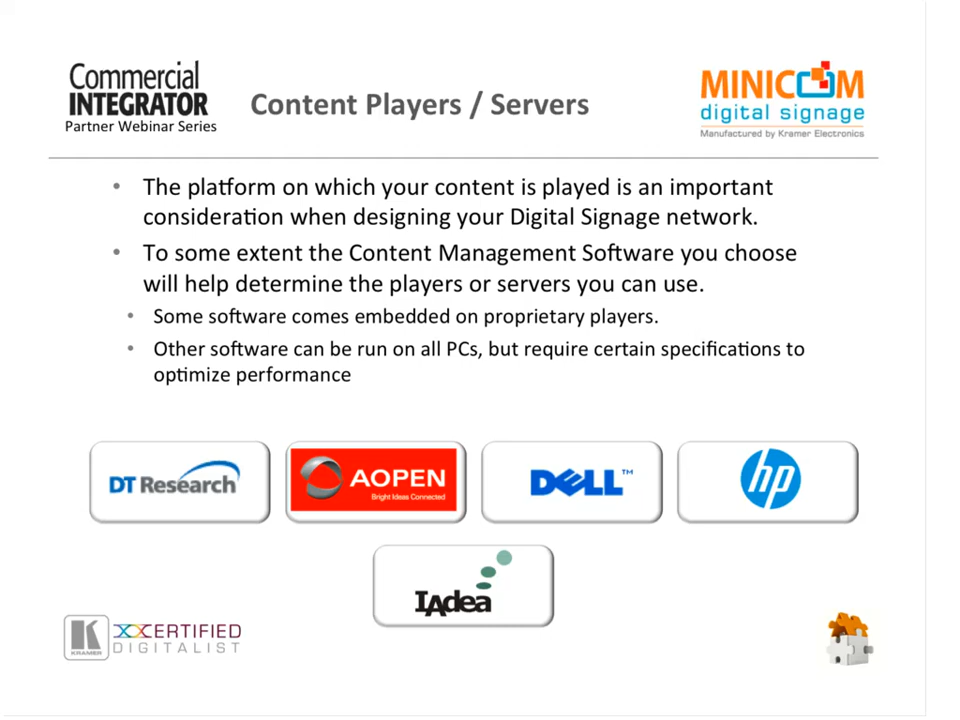 Commercial
INTEGRATOR
Partner Webinar Series
Content Players / Servers
MINICOM
digital signage
Manufactured by Kramer Electronics
• The platform on which your content is played is an important
consideration when designing your Digital Signage network.
• To some extent the Content Management Software you choose
will help determine the players or servers you can use.
• Some software comes embedded on proprietary players.
• Other software can be run on all PCs, but require certain specifications to
optimize performance
DT Research
AOPEN
Bright Ideas Connected
DELL™
hp
IAdea
K
KRAMER
XXCERTIFIED
DIGITALIST